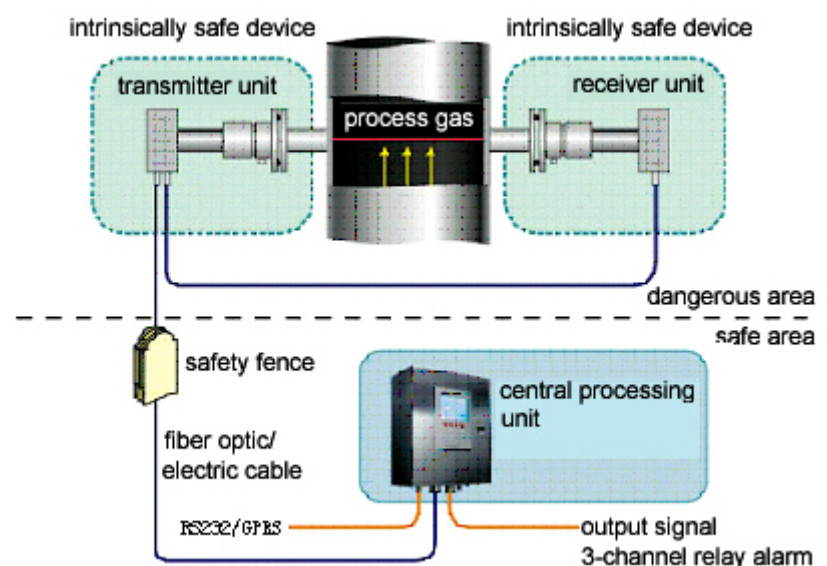 intrinsically safe device
intrinsically safe device
transmitter unit
receiver unit
process gas
dangerous area
safe area
safety fence
central processing
unit
fiber optic/
electric cable
RS232/GPRS
output signal
3-channel relay alarm